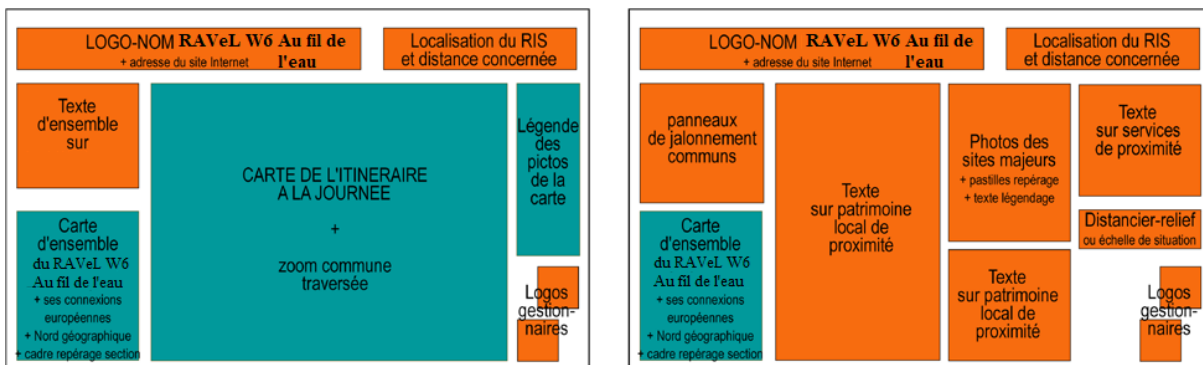 LOGO-NOM RAVeL W6 Au fil de
+ adresse du site Internet l'eau
Localisation du RIS
et distance concernée
Texte
d'ensemble
sur
CARTE DE L'ITINERAIRE
A LA JOURNEE
+
zoom commune
traversée
Légende
des
pictos
de la
carte
Carte
d'ensemble
du RAVeL W6
Au fil de l'eau
+ ses connexions
européennes
+ Nord géographique
+ cadre repérage section
Logos
gestion-
naires
LOGO-NOM RAVeL W6 Au fil de
+ adresse du site Internet l'eau
Localisation du RIS
et distance concernée
panneaux
de jalonnement
communs
Texte
sur patrimoine
local de
proximité
Photos des
sites majeurs
+ pastilles repérage
+ texte légendage
Texte
sur services
de proximité
Distancier-relief
ou échelle de situation
Carte
d'ensemble
du RAVeL W6
Au fil de l'eau
+ ses connexions
européennes
+ Nord géographique
+ cadre repérage section
Texte
sur patrimoine
local de
proximité
Logos
gestion-
naires